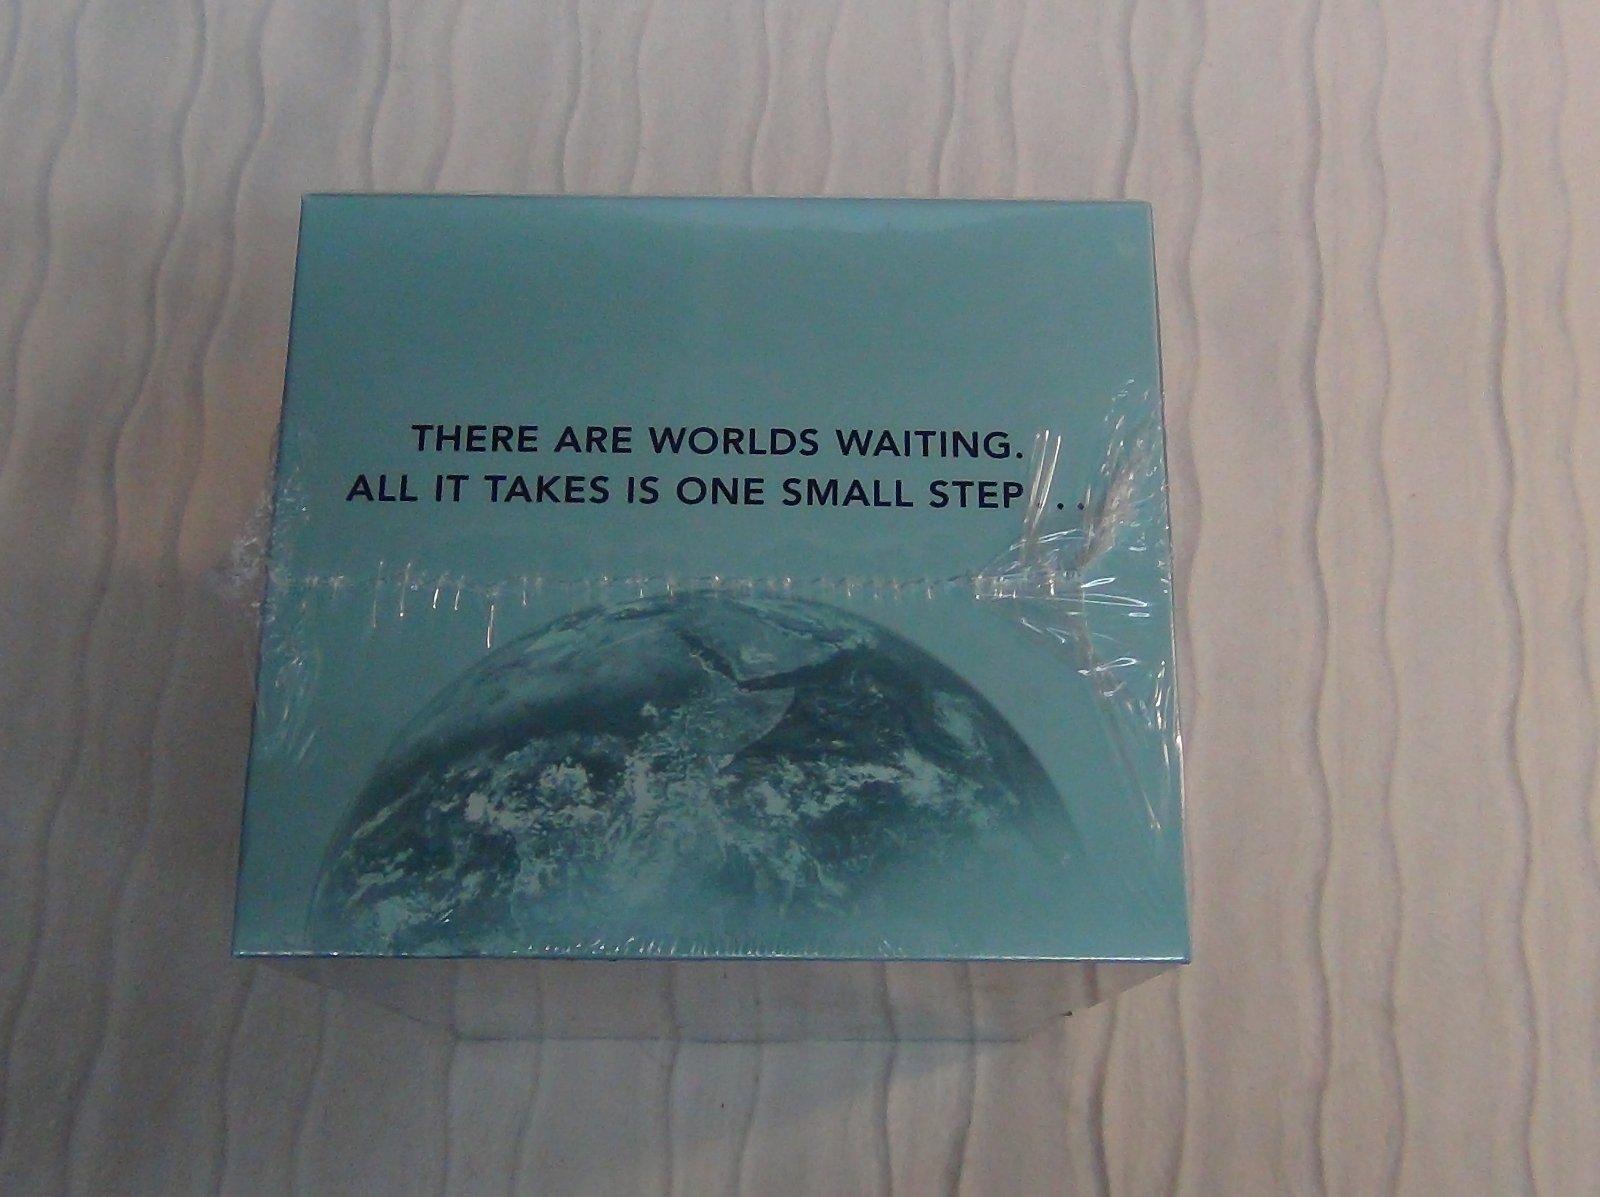 THERE ARE WORLDS WAITING.
ALL IT TAKES IS ONE SMALL STEP . . .